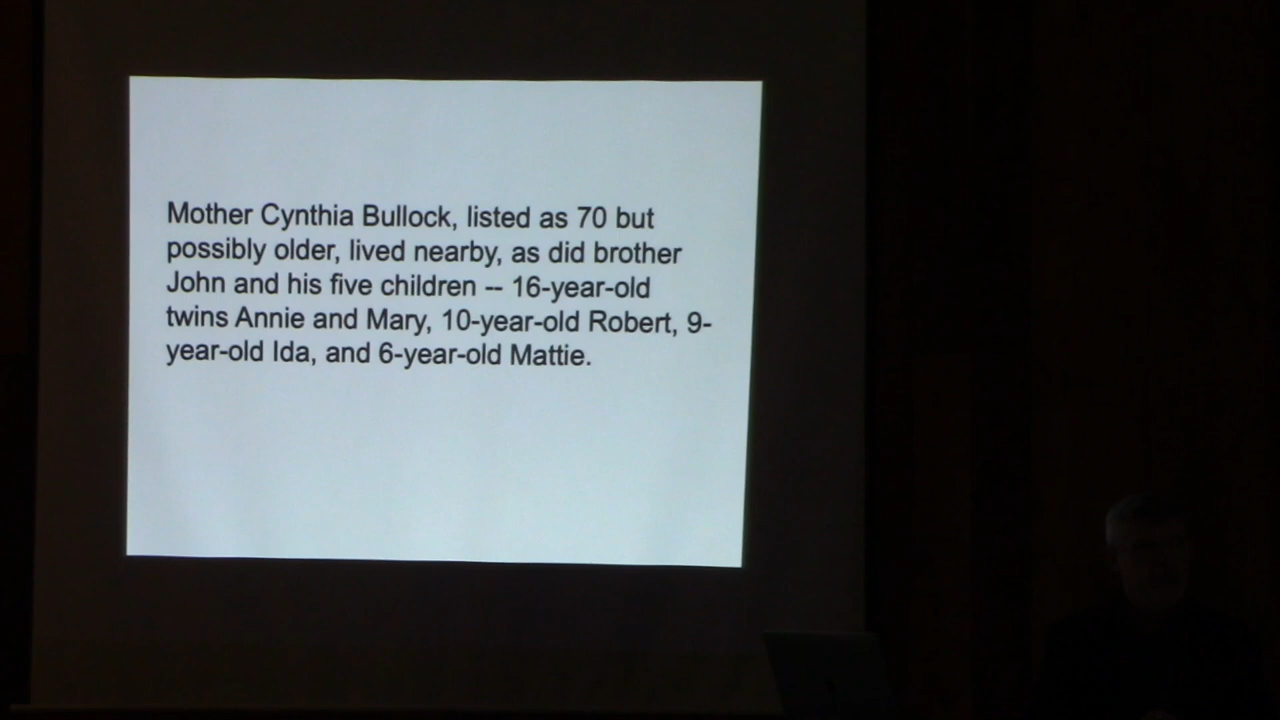 Mother Cynthia Bullock, listed as 70 but
possibly older, lived nearby, as did brother
John and his five children -- 16-year-old
twins Annie and Mary, 10-year-old Robert, 9-
year-old Ida, and 6-year-old Mattie.